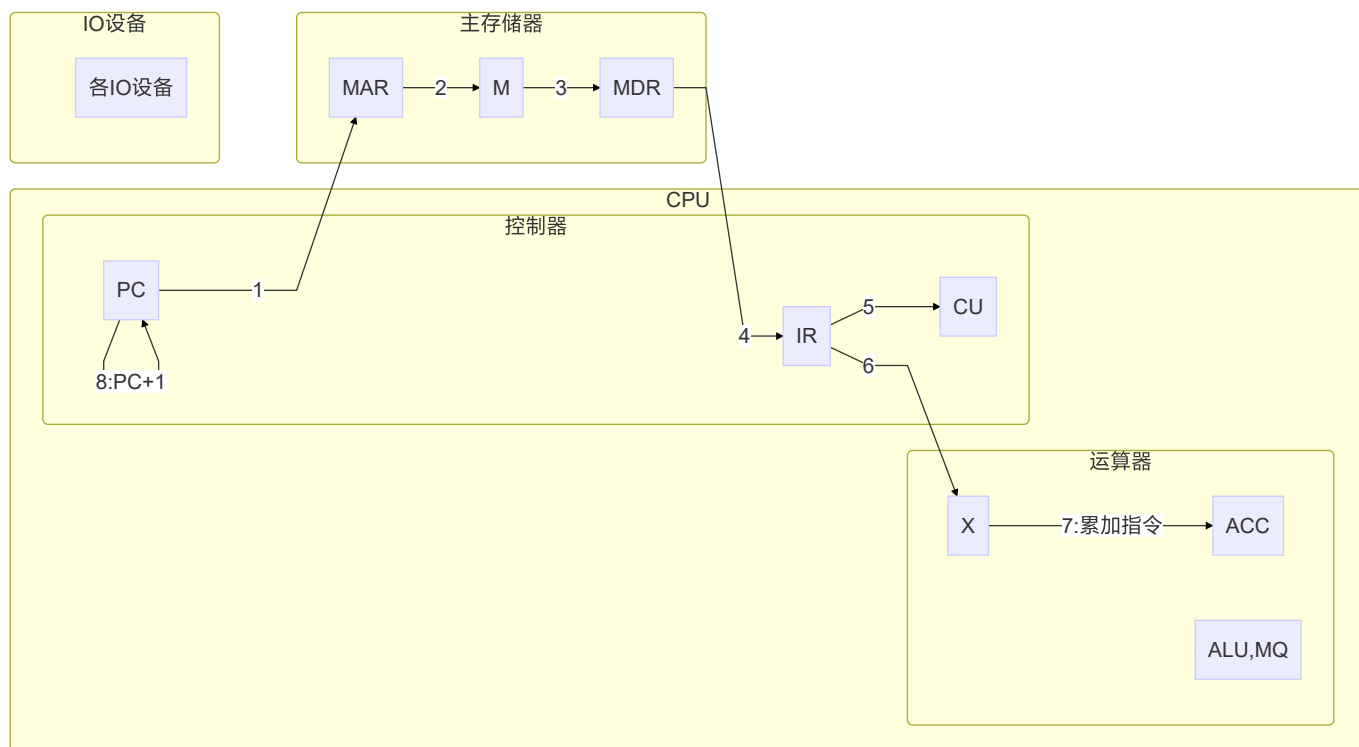 IO设备
主存储器
各IO设备
MAR
2
M
3
MDR
CPU
控制器
PC
1
8:PC+1
4
IR
5
CU
6
运算器
X
7:累加指令
ACC
ALU,MQ